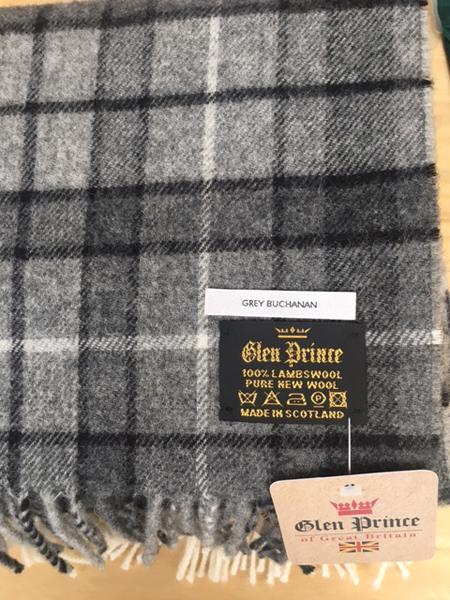 GREY BUCHANAN
Glen Prince
100% LAMBSWOOL
PURE NEW WOOL
MADE IN SCOTLAND
Glen Prince
of Great Britain